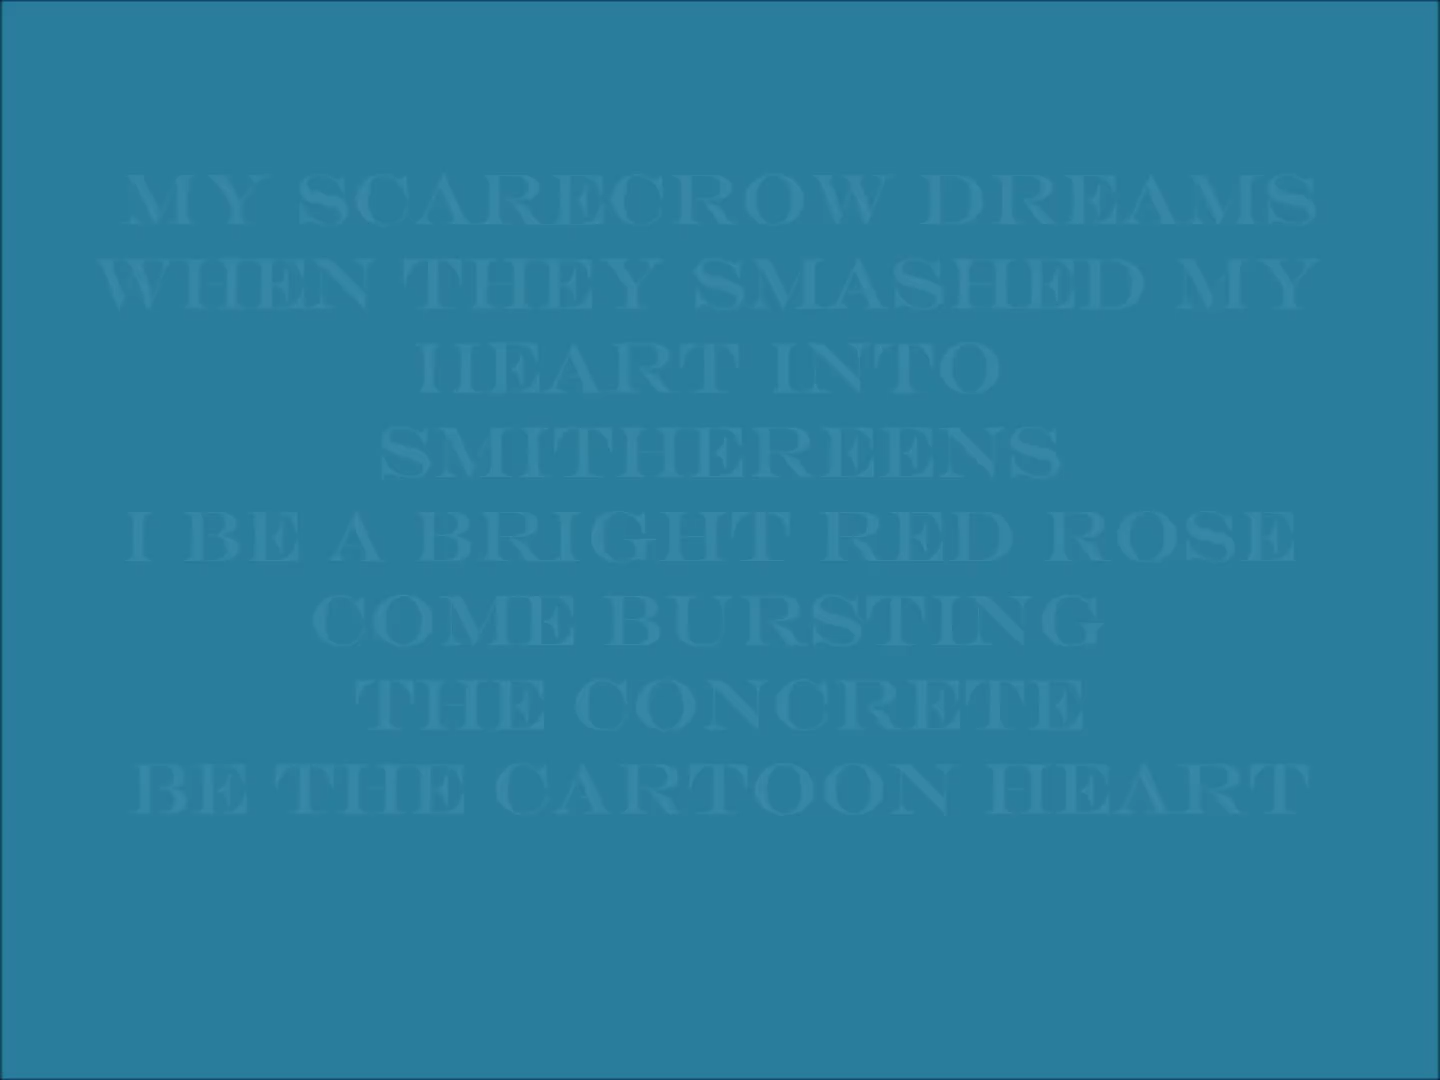 MY SCARECROW DREAMS
WHEN THEY SMASHED MY
HEART INTO
SMITHEREENS
I BE A BRIGHT RED ROSE
COME BURSTING
THE CONCRETE
BE THE CARTOON HEART